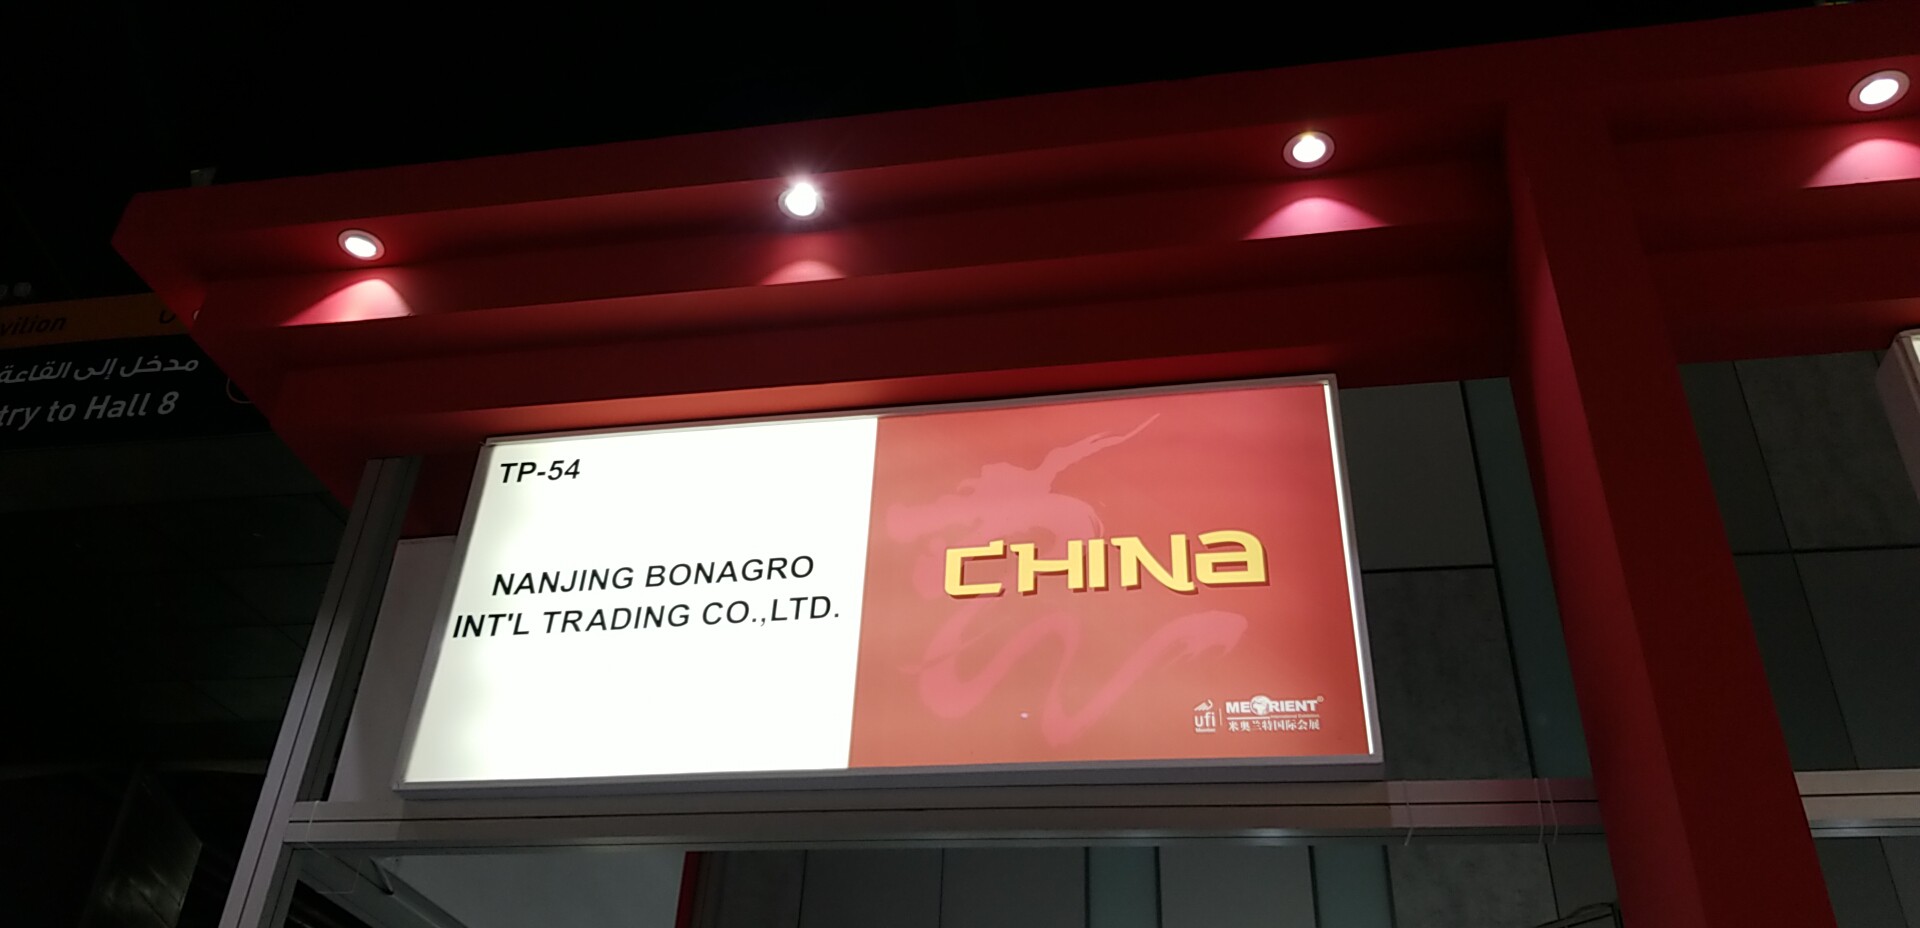 vilion
مدخل إلى القاعة
try to Hall 8
TP-54
NANJING BONAGRO
INT'L TRADING CO.,LTD.
CHINA
ufi
Member
MEORIENT
米奥兰特国际会展